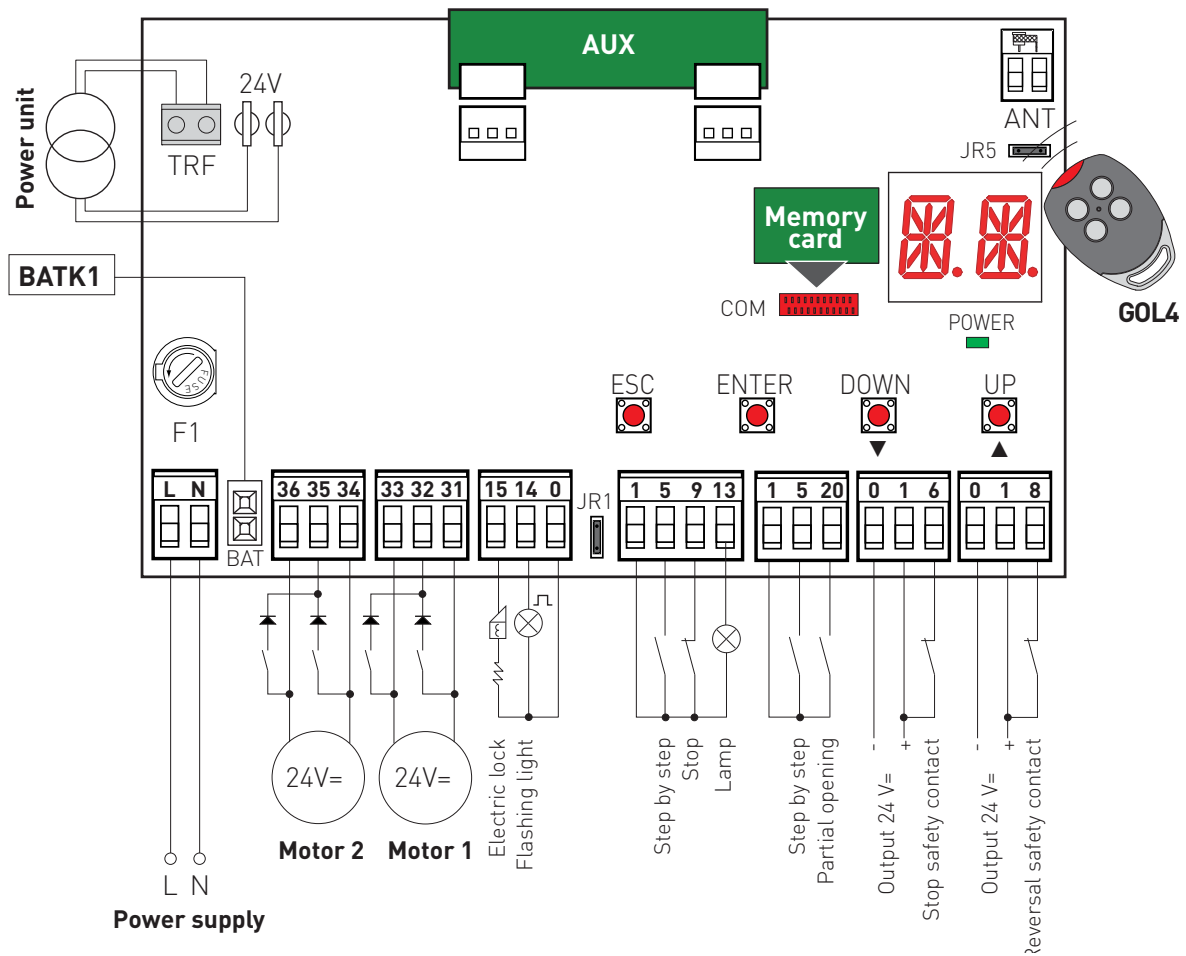 AUX
Power unit
24V
TRF
ANT
JR5
Memory
card
COM
GOL4
POWER
BATK1
FUSE
F1
ESC
ENTER
DOWN
UP
L N
BAT
36 35 34
33 32 31
15 14 0
JR1
1 5 9 13
1 5 20
0 1 6
0 1 8
24V=
Motor 2
24V=
Motor 1
Electric lock
Flashing light
Step by step
Stop
Lamp
Step by step
Partial opening
-
+
Output 24 V=
Stop safety contact
-
+
Output 24 V=
Reversal safety contact
L N
Power supply